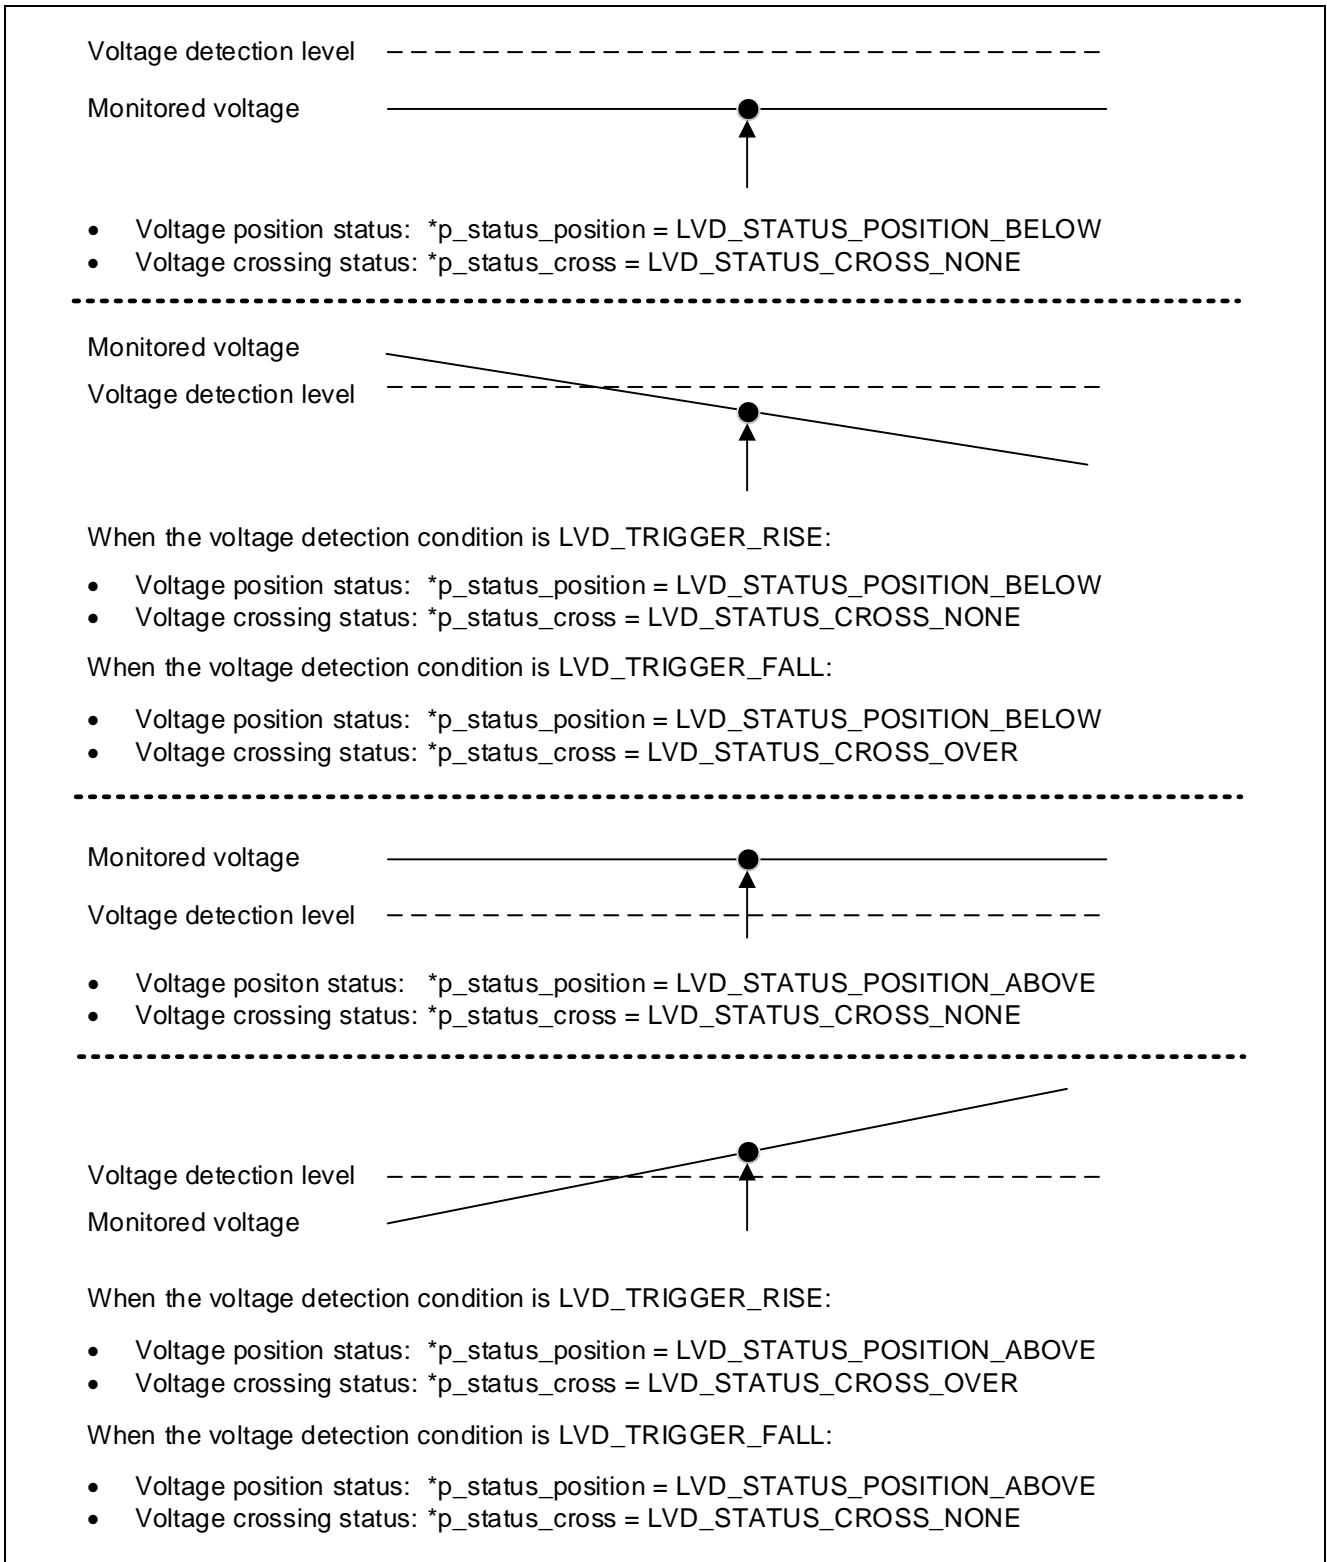 Voltage detection level
Monitored voltage
• Voltage position status: *p_status_position = LVD_STATUS_POSITION_BELOW
• Voltage crossing status: *p_status_cross = LVD_STATUS_CROSS_NONE
Monitored voltage
Voltage detection level
When the voltage detection condition is LVD_TRIGGER_RISE:
• Voltage position status: *p_status_position = LVD_STATUS_POSITION_BELOW
• Voltage crossing status: *p_status_cross = LVD_STATUS_CROSS_NONE
When the voltage detection condition is LVD_TRIGGER_FALL:
• Voltage position status: *p_status_position = LVD_STATUS_POSITION_BELOW
• Voltage crossing status: *p_status_cross = LVD_STATUS_CROSS_OVER
Monitored voltage
Voltage detection level
• Voltage positon status: *p_status_position = LVD_STATUS_POSITION_ABOVE
• Voltage crossing status: *p_status_cross = LVD_STATUS_CROSS_NONE
Voltage detection level
Monitored voltage
When the voltage detection condition is LVD_TRIGGER_RISE:
• Voltage position status: *p_status_position = LVD_STATUS_POSITION_ABOVE
• Voltage crossing status: *p_status_cross = LVD_STATUS_CROSS_OVER
When the voltage detection condition is LVD_TRIGGER_FALL:
• Voltage position status: *p_status_position = LVD_STATUS_POSITION_ABOVE
• Voltage crossing status: *p_status_cross = LVD_STATUS_CROSS_NONE